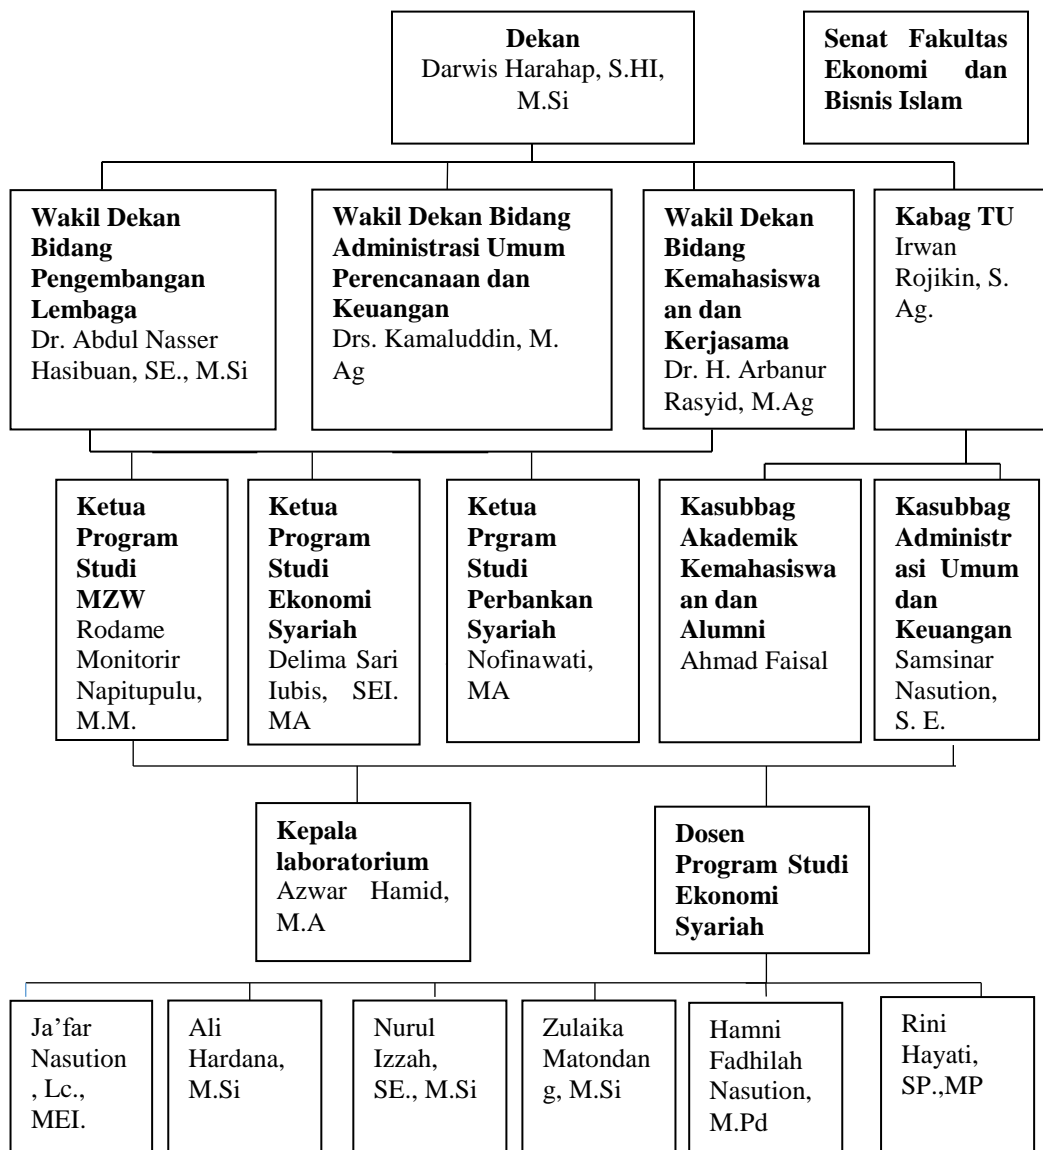 Dekan
Darwis Harahap, S.HI,
M.Si
Senat Fakultas
Ekonomi dan
Bisnis Islam
Wakil Dekan
Bidang
Pengembangan
Lembaga
Dr. Abdul Nasser
Hasibuan, SE., M.Si
Wakil Dekan Bidang
Administrasi Umum
Perencanaan dan
Keuangan
Drs. Kamaluddin, M.
Ag
Wakil Dekan
Bidang
Kemahasiswa
an dan
Kerjasama
Dr. H. Arbanur
Rasyid, M.Ag
Kabag TU
Irwan
Rojikin, S.
Ag.
Ketua
Program
Studi
MZW
Rodame
Monitorir
Napitupulu,
M.M.
Ketua
Program
Studi
Ekonomi
Syariah
Delima Sari
Iubis, SEI.
MA
Ketua
Prgram
Studi
Perbankan
Syariah
Nofinawati,
MA
Kasubbag
Akademik
Kemahasiswa
an dan
Alumni
Ahmad Faisal
Kasubbag
Administr
asi Umum
dan
Keuangan
Samsinar
Nasution,
S. E.
Kepala
laboratorium
Azwar Hamid,
M.A
Dosen
Program Studi
Ekonomi
Syariah
Ja’far
Nasution
, Lc.,
MEI.
Ali
Hardana,
M.Si
Nurul
Izzah,
SE., M.Si
Zulaika
Matondan
g, M.Si
Hamni
Fadhilah
Nasution,
M.Pd
Rini
Hayati,
SP.,MP